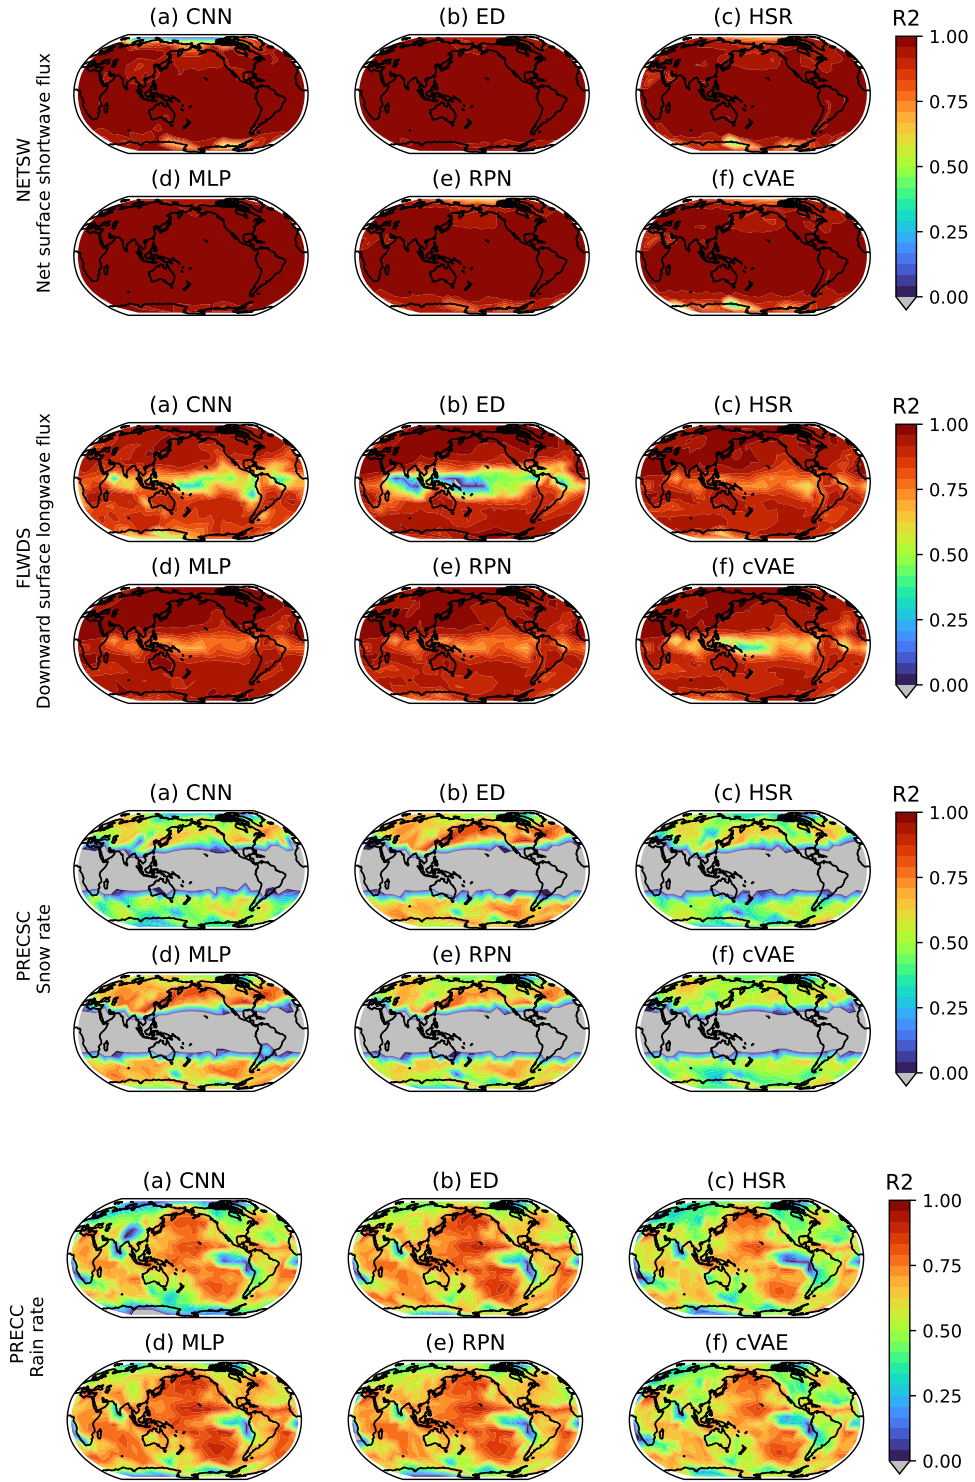 (a) CNN
(b) ED
(c) HSR
R2
NETSW
Net surface shortwave flux
(d) MLP
(e) RPN
(f) cVAE
1.00
0.75
0.50
0.25
0.00
(a) CNN
(b) ED
(c) HSR
R2
FLWDS
Downward surface longwave flux
(d) MLP
(e) RPN
(f) cVAE
1.00
0.75
0.50
0.25
0.00
(a) CNN
(b) ED
(c) HSR
R2
PRECSC
Snow rate
(d) MLP
(e) RPN
(f) cVAE
1.00
0.75
0.50
0.25
0.00
(a) CNN
(b) ED
(c) HSR
R2
PRECC
Rain rate
(d) MLP
(e) RPN
(f) cVAE
1.00
0.75
0.50
0.25
0.00